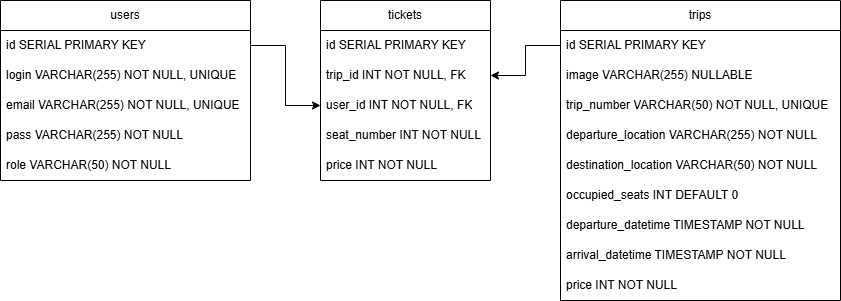 users
id SERIAL PRIMARY KEY
login VARCHAR(255) NOT NULL, UNIQUE
email VARCHAR(255) NOT NULL, UNIQUE
pass VARCHAR(255) NOT NULL
role VARCHAR(50) NOT NULL
tickets
id SERIAL PRIMARY KEY
trip_id INT NOT NULL, FK
user_id INT NOT NULL, FK
seat_number INT NOT NULL
price INT NOT NULL
trips
id SERIAL PRIMARY KEY
image VARCHAR(255) NULLABLE
trip_number VARCHAR(50) NOT NULL, UNIQUE
departure_location VARCHAR(255) NOT NULL
destination_location VARCHAR(50) NOT NULL
occupied_seats INT DEFAULT 0
departure_datetime TIMESTAMP NOT NULL
arrival_datetime TIMESTAMP NOT NULL
price INT NOT NULL